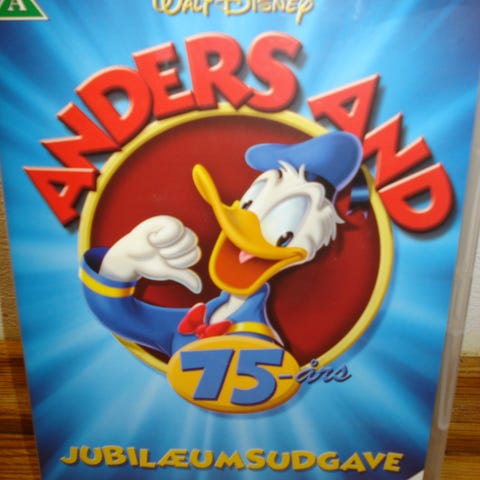 A
WALT DISNEY
ANDERS AND
75-års
JUBILÆUMSUDGAVE